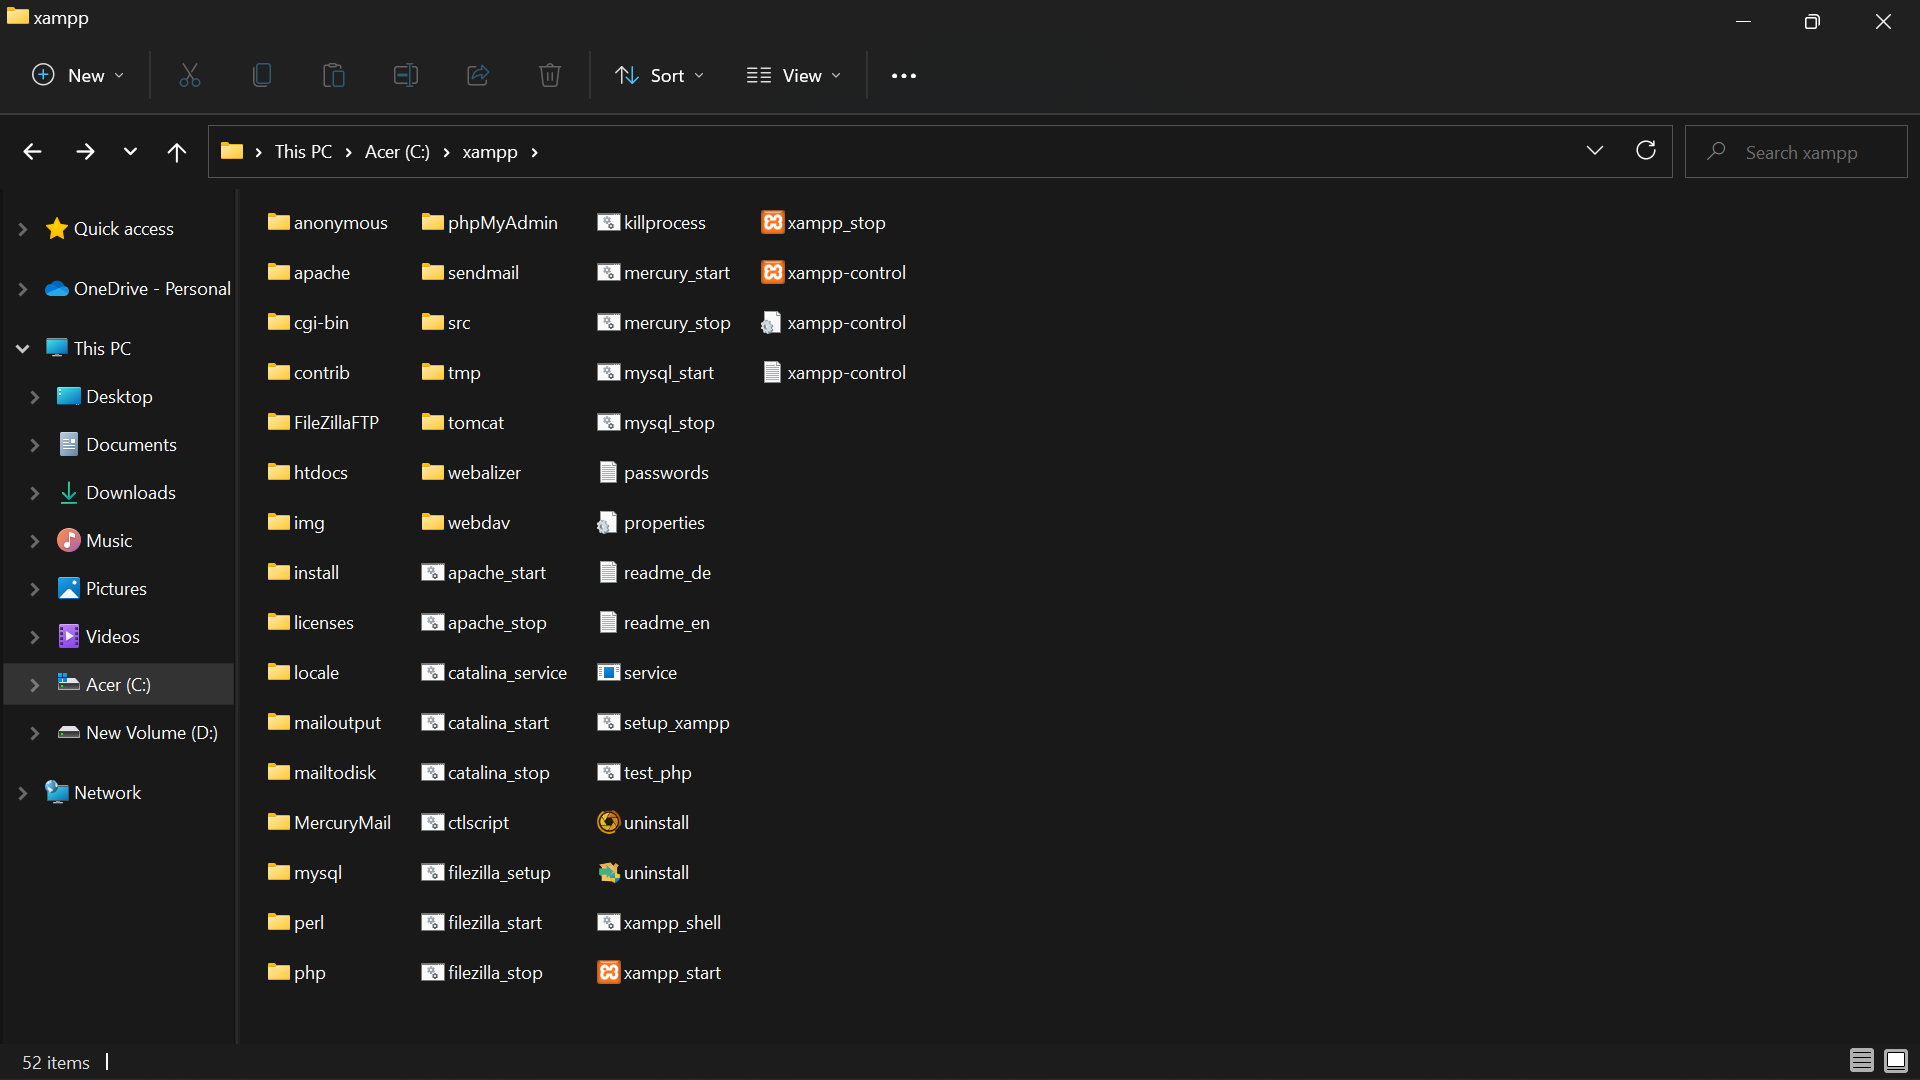 xampp
New
Sort
View
This PC
Acer (C:)
xampp
Search xampp
Quick access
OneDrive - Personal
This PC
Desktop
Documents
Downloads
Music
Pictures
Videos
Acer (C:)
New Volume (D:)
Network
anonymous
apache
cgi-bin
contrib
FileZillaFTP
htdocs
img
install
licenses
locale
mailoutput
mailtodisk
MercuryMail
mysql
perl
php
phpMyAdmin
sendmail
src
tmp
tomcat
webalizer
webdav
apache_start
apache_stop
catalina_service
catalina_start
catalina_stop
ctlscript
filezilla_setup
filezilla_start
filezilla_stop
killprocess
mercury_start
mercury_stop
mysql_start
mysql_stop
passwords
properties
readme_de
readme_en
service
setup_xampp
test_php
uninstall
uninstall
xampp_shell
xampp_start
xampp_stop
xampp-control
xampp-control
xampp-control
52 items